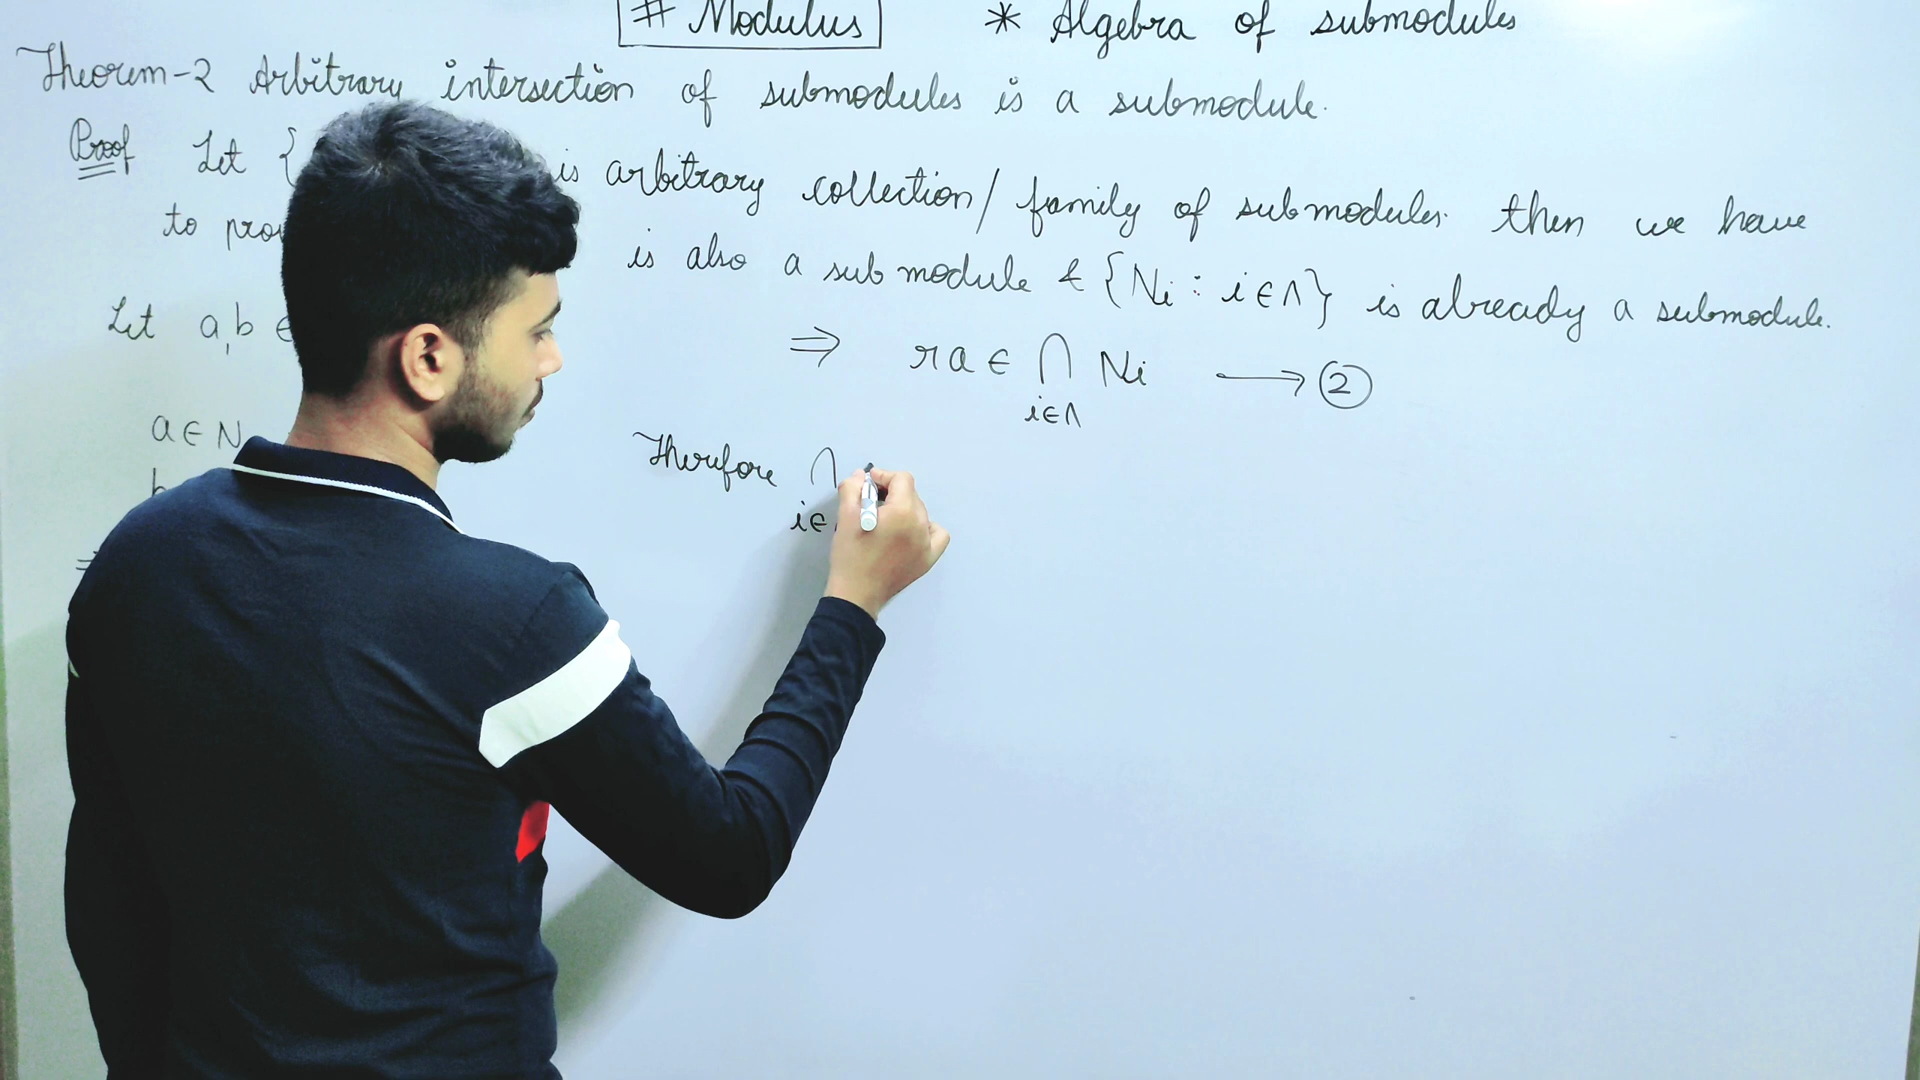 # Modulus * Algebra of submodules
Theorem-2 Arbitrary intersection of submodules is a submodule.
Proof Let { is arbitrary collection/family of submodules. then we have
to prov is also a submodule & {Ni : i∈Λ} is already a submodule.
Let a,b ∈
⇒ ra ∈ ∩ Ni → ②
i∈Λ
a∈N
Therefore ∩
b
i∈